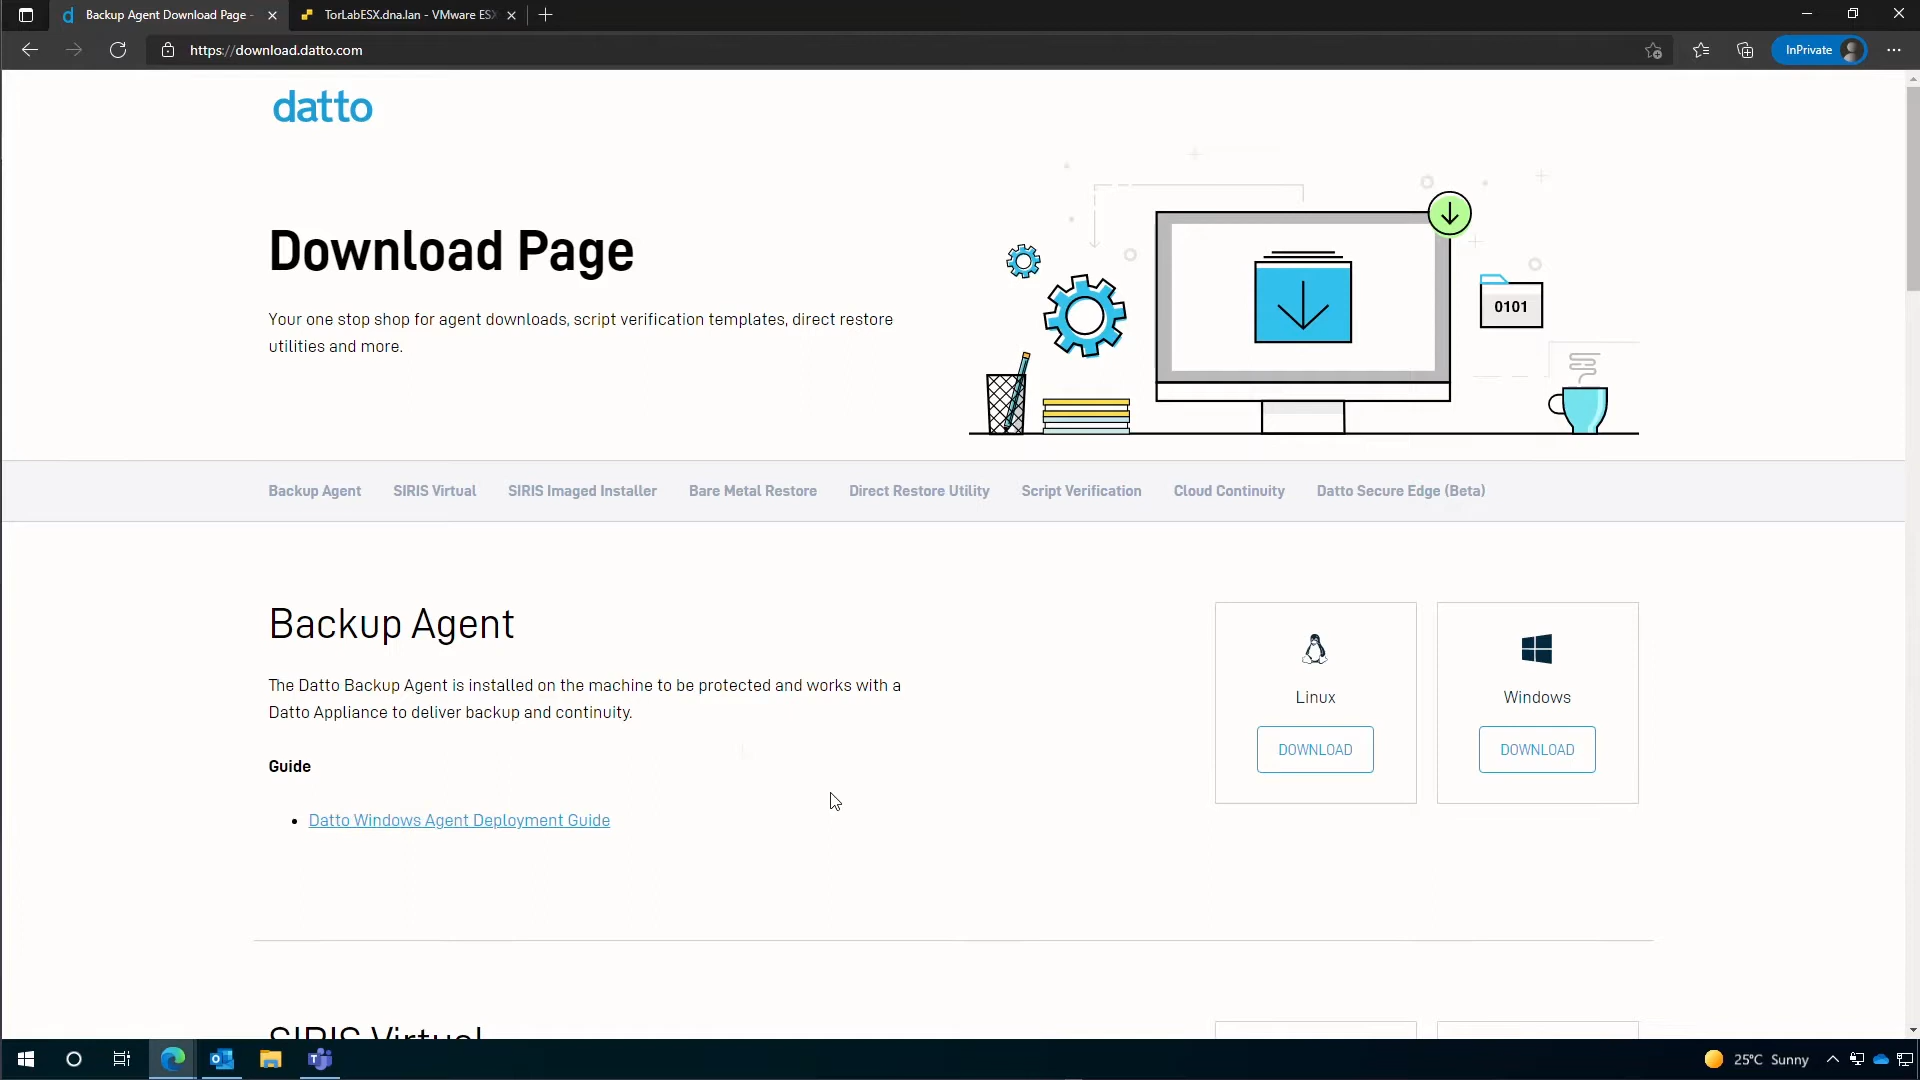 Backup Agent Download Page -
TorLabESX.dna.lan - VMware ESX
https://download.datto.com
InPrivate
datto
Download Page
Your one stop shop for agent downloads, script verification templates, direct restore
utilities and more.
0101
Backup Agent
SIRIS Virtual
SIRIS Imaged Installer
Bare Metal Restore
Direct Restore Utility
Script Verification
Cloud Continuity
Datto Secure Edge (Beta)
Backup Agent
The Datto Backup Agent is installed on the machine to be protected and works with a
Datto Appliance to deliver backup and continuity.
Guide
Datto Windows Agent Deployment Guide
Linux
DOWNLOAD
Windows
DOWNLOAD
SIRIS Virtual
25°C Sunny